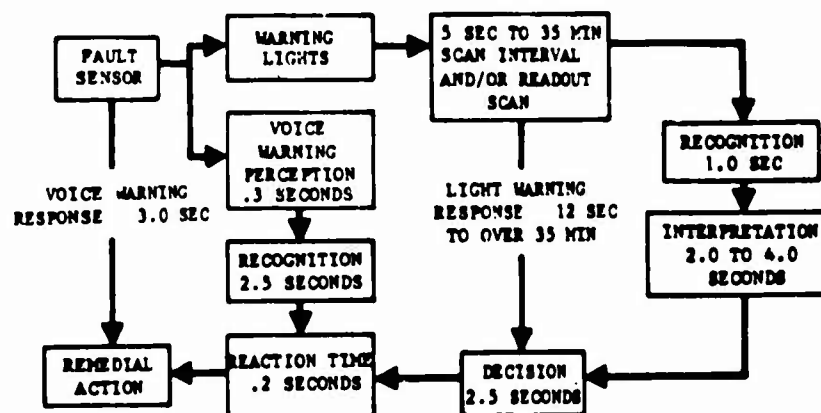 FAULT
SENSOR
WARNING
LIGHTS
5 SEC TO 35 MIN
SCAN INTERVAL
AND/OR READOUT
SCAN
VOICE
WARNING
PERCEPTION
.3 SECONDS
RECOGNITION
1.0 SEC
VOICE WARNING
RESPONSE 3.0 SEC
LIGHT WARNING
RESPONSE 12 SEC
TO OVER 35 MIN
RECOGNITION
2.5 SECONDS
INTERPRETATION
2.0 TO 4.0
SECONDS
REMEDIAL
ACTION
REACTION TIME
.2 SECONDS
DECISION
2.5 SECONDS